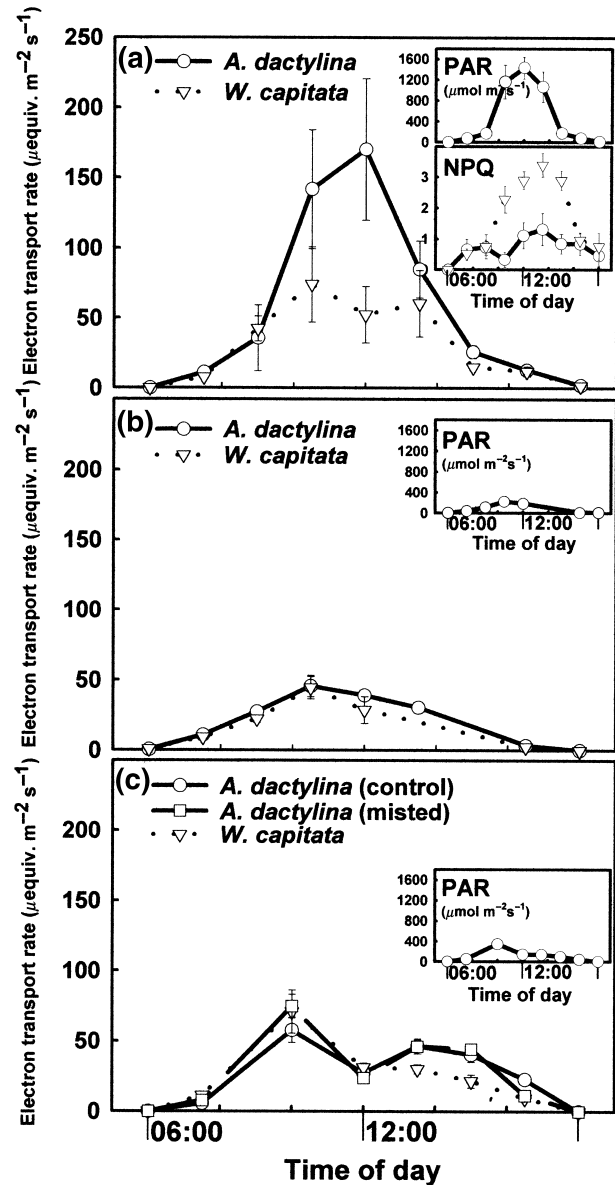 (a)
A. dactylina
W. capitata
Electron transport rate (μequiv. m⁻² s⁻¹)
250
200
150
100
50
0
PAR
(μmol m⁄s⁻¹)
1600
1200
800
400
0
NPQ
3
2
1
06:00 12:00
Time of day
(b)
A. dactylina
W. capitata
Electron transport rate (μequiv. m⁻² s⁻¹)
200
150
100
50
0
PAR
(μmol m⁻²s⁻¹)
1600
1200
800
400
0
06:00 12:00
Time of day
(c)
A. dactylina (control)
A. dactylina (misted)
W. capitata
Electron transport rate (μequiv. m⁻² s⁻¹)
200
150
100
50
0
PAR
(μmol m⁻²s⁻¹)
1600
1200
800
400
0
06:00 12:00
Time of day
06:00 12:00
Time of day